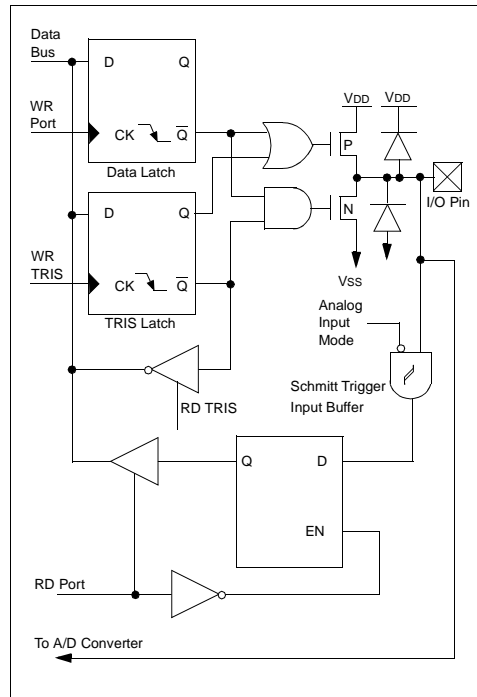 Data
Bus
D
Q
VDD
VDD
WR
Port
CK
Q
P
Data Latch
D
Q
N
I/O Pin
WR
TRIS
CK
Q
VSS
TRIS Latch
Analog
Input
Mode
RD TRIS
Schmitt Trigger
Input Buffer
Q
D
EN
RD Port
To A/D Converter